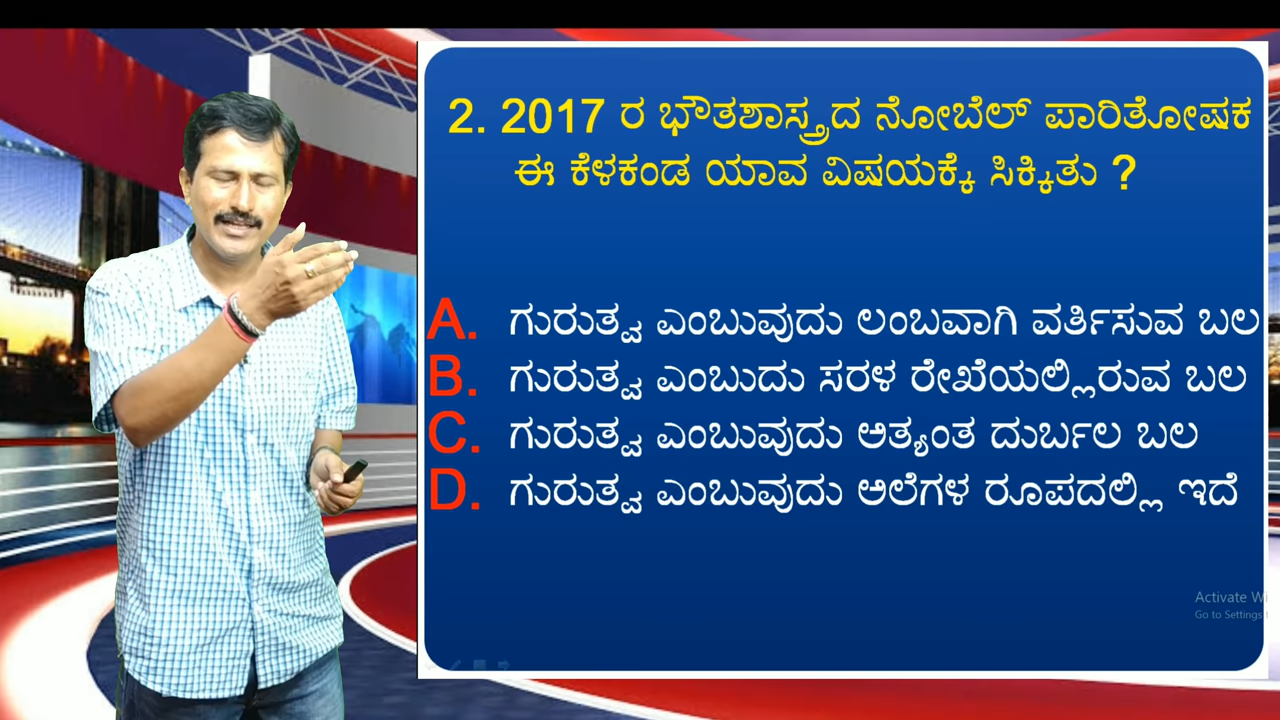 2. 2017 ರ ಭೌತಶಾಸ್ತ್ರದ ನೋಬೆಲ್ ಪಾರಿತೋಷಕ
ಈ ಕೆಳಕಂಡ ಯಾವ ವಿಷಯಕ್ಕೆ ಸಿಕ್ಕಿತು ?
A. ಗುರುತ್ವ ಎಂಬುವುದು ಲಂಬವಾಗಿ ವರ್ತಿಸುವ ಬಲ
B. ಗುರುತ್ವ ಎಂಬುದು ಸರಳ ರೇಖೆಯಲ್ಲಿರುವ ಬಲ
C. ಗುರುತ್ವ ಎಂಬುವುದು ಅತ್ಯಂತ ದುರ್ಬಲ ಬಲ
D. ಗುರುತ್ವ ಎಂಬುವುದು ಅಲೆಗಳ ರೂಪದಲ್ಲಿ ಇದೆ
Activate Wi
Go to Settings